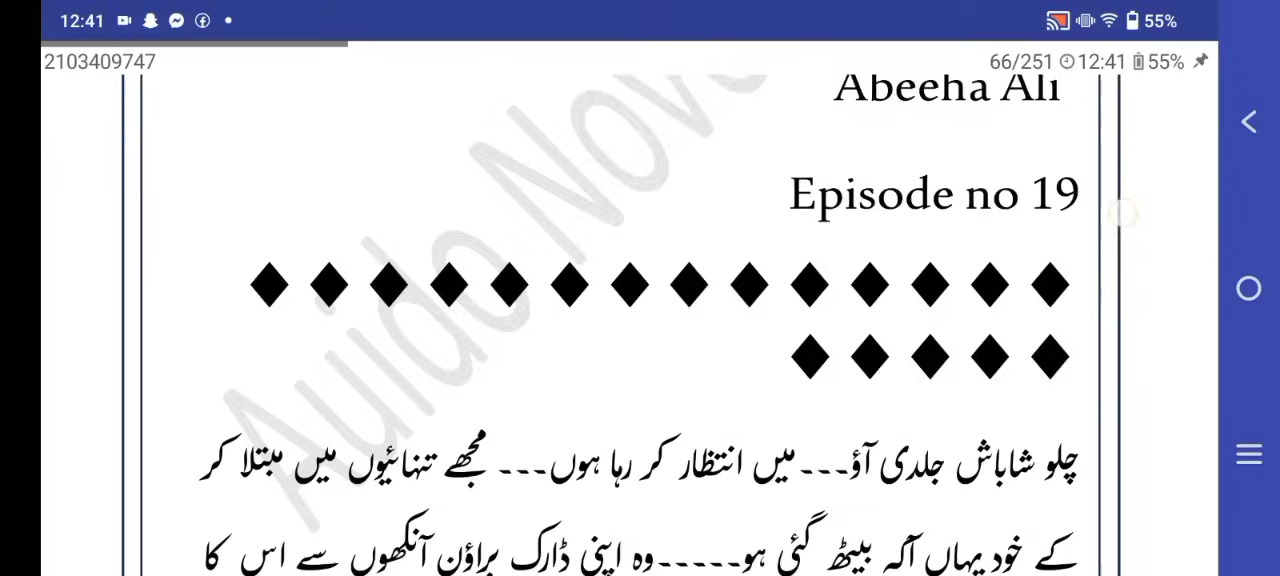 12:41
55%
2103409747
66/251 12:41 55%
Abeeha Ali
Episode no 19
چلو شاباش جلدی آؤ۔۔۔میں انتظار کر رہا ہوں۔۔۔ مجھے تنہائیوں میں مبتلا کر
کے خود یہاں آکہ بیٹھ گئی ہو۔۔۔۔۔وہ اپنی ڈارک براؤن آنکھوں سے اس کا
Auido Nove